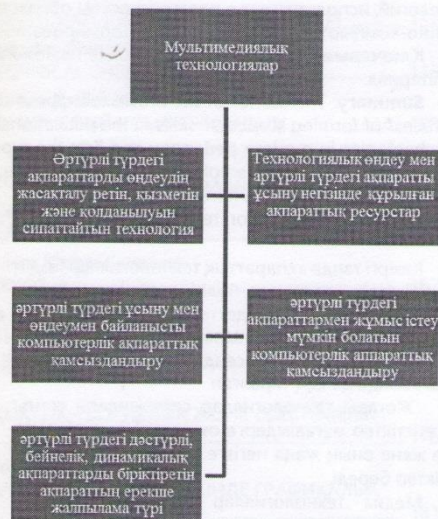 Мультимедиялық
технологиялар
Әртүрлі түрдегі
ақпараттарды өңдеудің
жасақталу ретін, қызметін
және қолданылуын
сипаттайтын технология
Технологиялық өңдеу мен
әртүрлі түрдегі ақпаратты
ұсыну негізінде құрылған
ақпараттық ресурстар
әртүрлі түрдегі ұсыну мен
өңдеумен байланысты
компьютерлік ақпараттық
қамсыздандыру
әртүрлі түрдегі
ақпараттармен жұмыс істеу
мүмкін болатын
компьютерлік аппараттық
қамсыздандыру
әртүрлі түрдегі дәстүрлі,
бейнелік, динамикалық
ақпараттарды біріктіретін
ақпараттың ерекше
жалпылама түрі